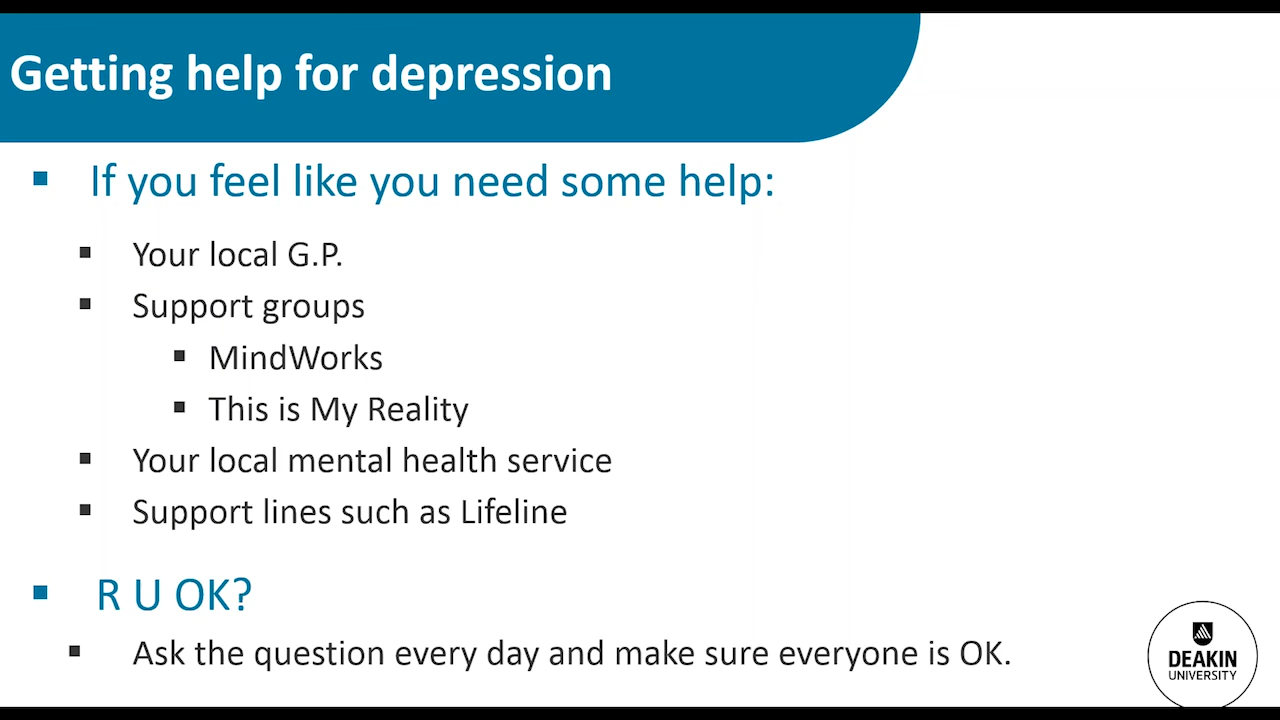 Getting help for depression
If you feel like you need some help:
Your local G.P.
Support groups
MindWorks
This is My Reality
Your local mental health service
Support lines such as Lifeline
R U OK?
Ask the question every day and make sure everyone is OK.
DEAKIN
UNIVERSITY